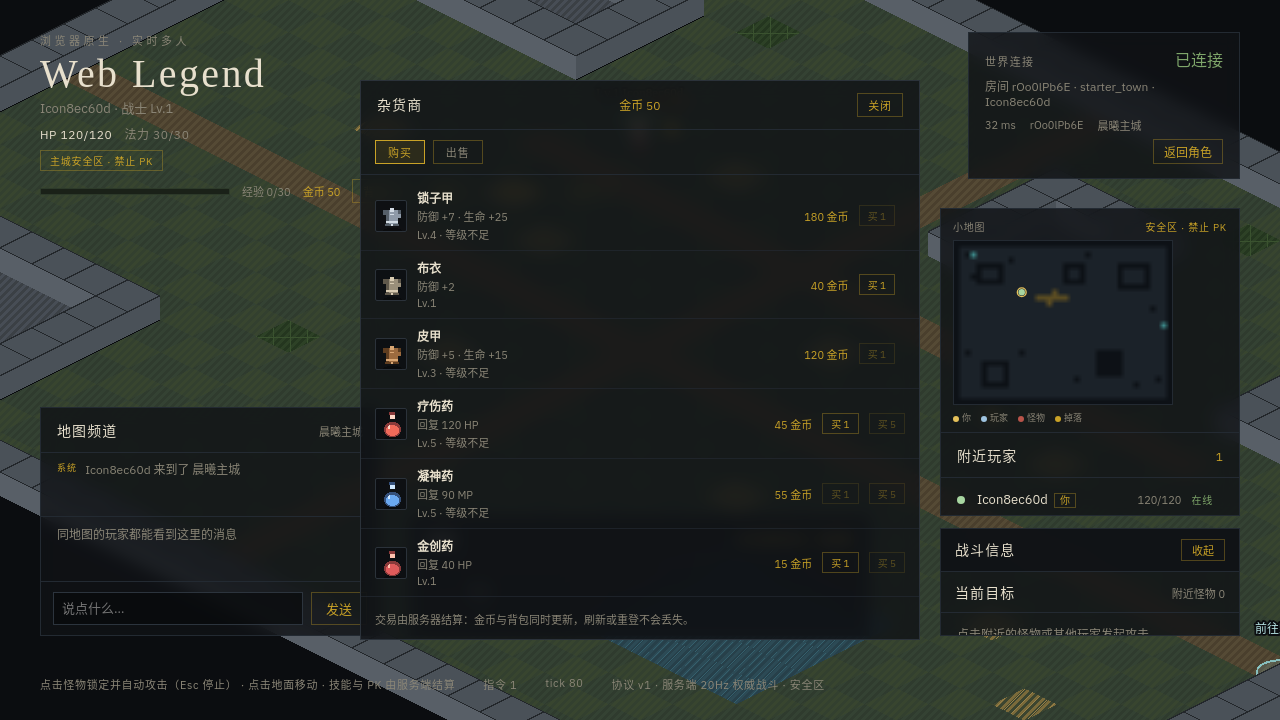 浏览器原生 · 实时多人
Web Legend
Icon8ec60d · 战士 Lv.1
HP 120/120 法力 30/30
主城安全区 · 禁止 PK
经验 0/30 金币 50
杂货商 金币 50 关闭
购买 出售
锁子甲
防御 +7 · 生命 +25
Lv.4 · 等级不足
180 金币 买 1
布衣
防御 +2
Lv.1
40 金币 买 1
皮甲
防御 +5 · 生命 +15
Lv.3 · 等级不足
120 金币 买 1
疗伤药
回复 120 HP
Lv.5 · 等级不足
45 金币 买 1 买 5
凝神药
回复 90 MP
Lv.5 · 等级不足
55 金币 买 1 买 5
金创药
回复 40 HP
Lv.1
15 金币 买 1 买 5
交易由服务器结算：金币与背包同时更新，刷新或重登不会丢失。
世界连接 已连接
房间 rOo0lPb6E · starter_town ·
Icon8ec60d
32 ms rOo0lPb6E 晨曦主城
返回角色
小地图 安全区 · 禁止 PK
你 玩家 怪物 掉落
附近玩家 1
Icon8ec60d 你 120/120 在线
战斗信息 收起
当前目标 附近怪物 0
点击附近的怪物或其他玩家发起攻击
前往
地图频道 晨曦主城
系统 Icon8ec60d 来到了 晨曦主城
同地图的玩家都能看到这里的消息
说点什么... 发送
点击怪物锁定并自动攻击（Esc 停止） · 点击地面移动 · 技能与 PK 由服务端结算 指令 1 tick 80 协议 v1 · 服务端 20Hz 权威战斗 · 安全区